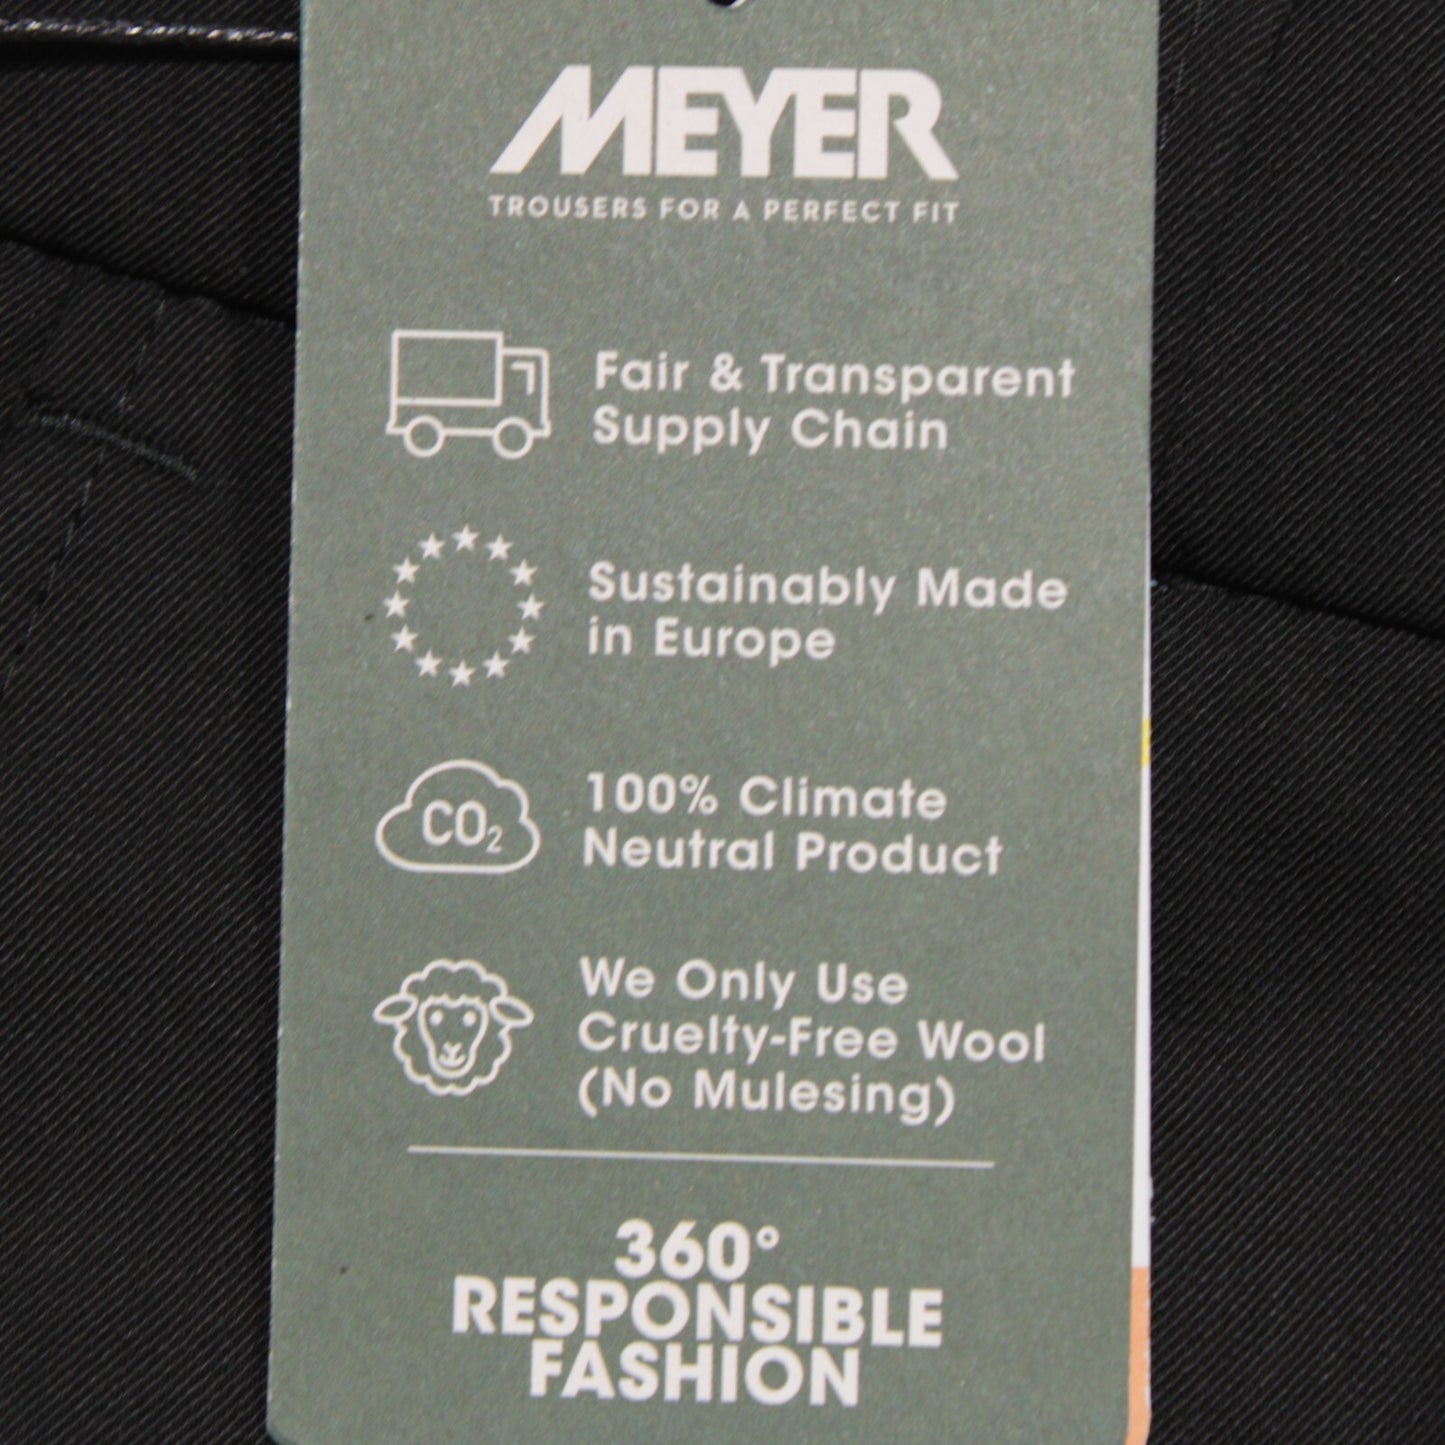 MEYER
TROUSERS FOR A PERFECT FIT
Fair & Transparent
Supply Chain
Sustainably Made
in Europe
CO₂
100% Climate
Neutral Product
We Only Use
Cruelty-Free Wool
(No Mulesing)
360°
RESPONSIBLE
FASHION